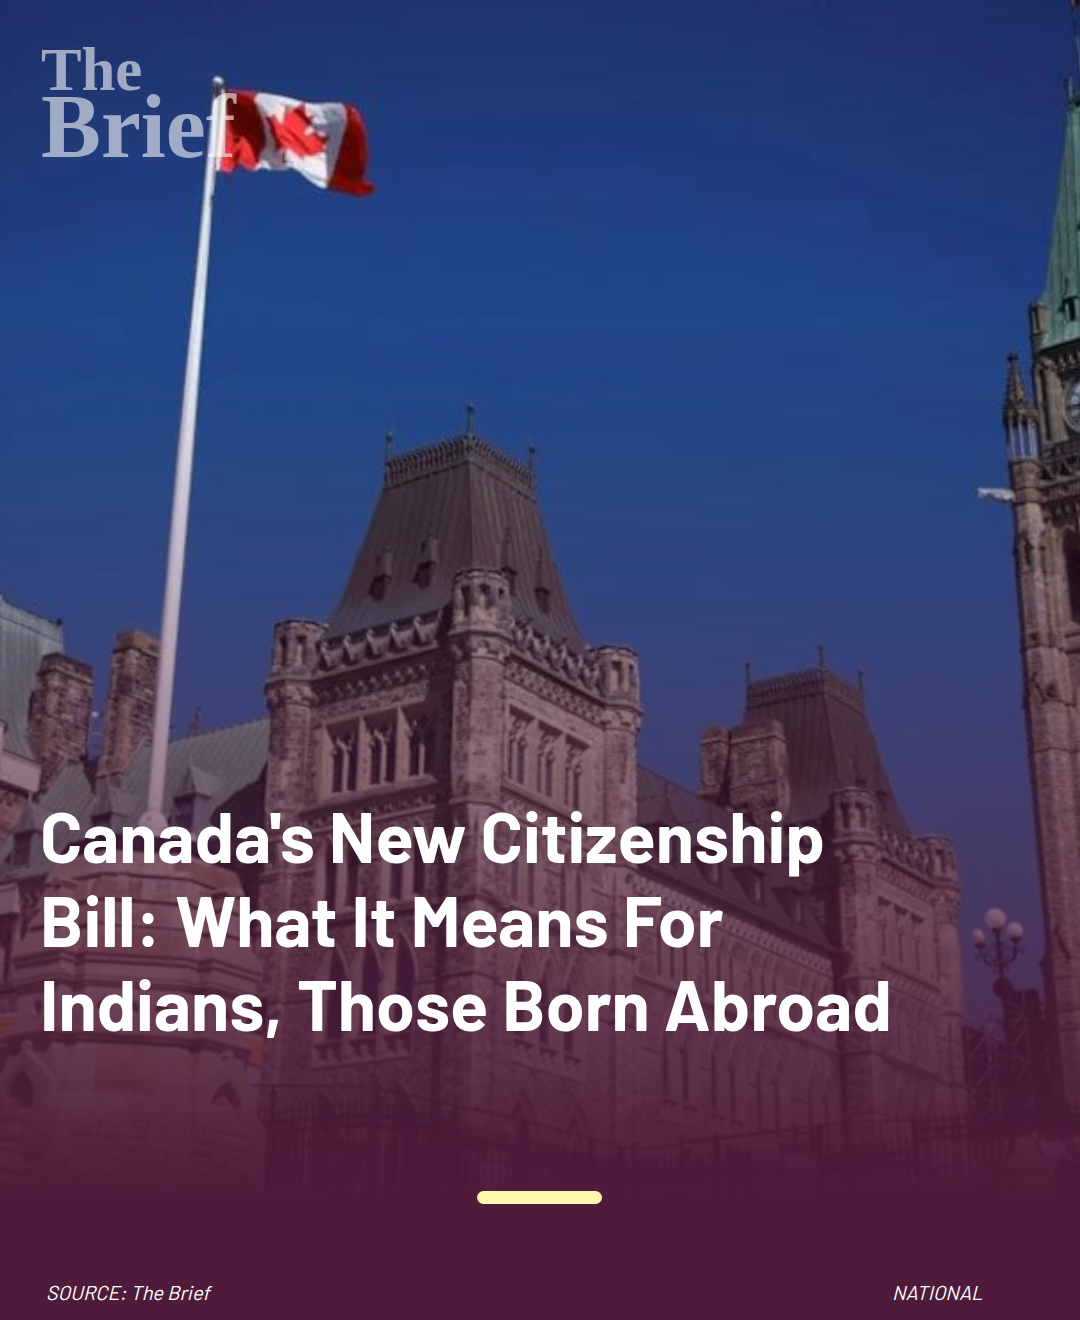 The
Brief
Canada's New Citizenship
Bill: What It Means For
Indians, Those Born Abroad
SOURCE: The Brief
NATIONAL